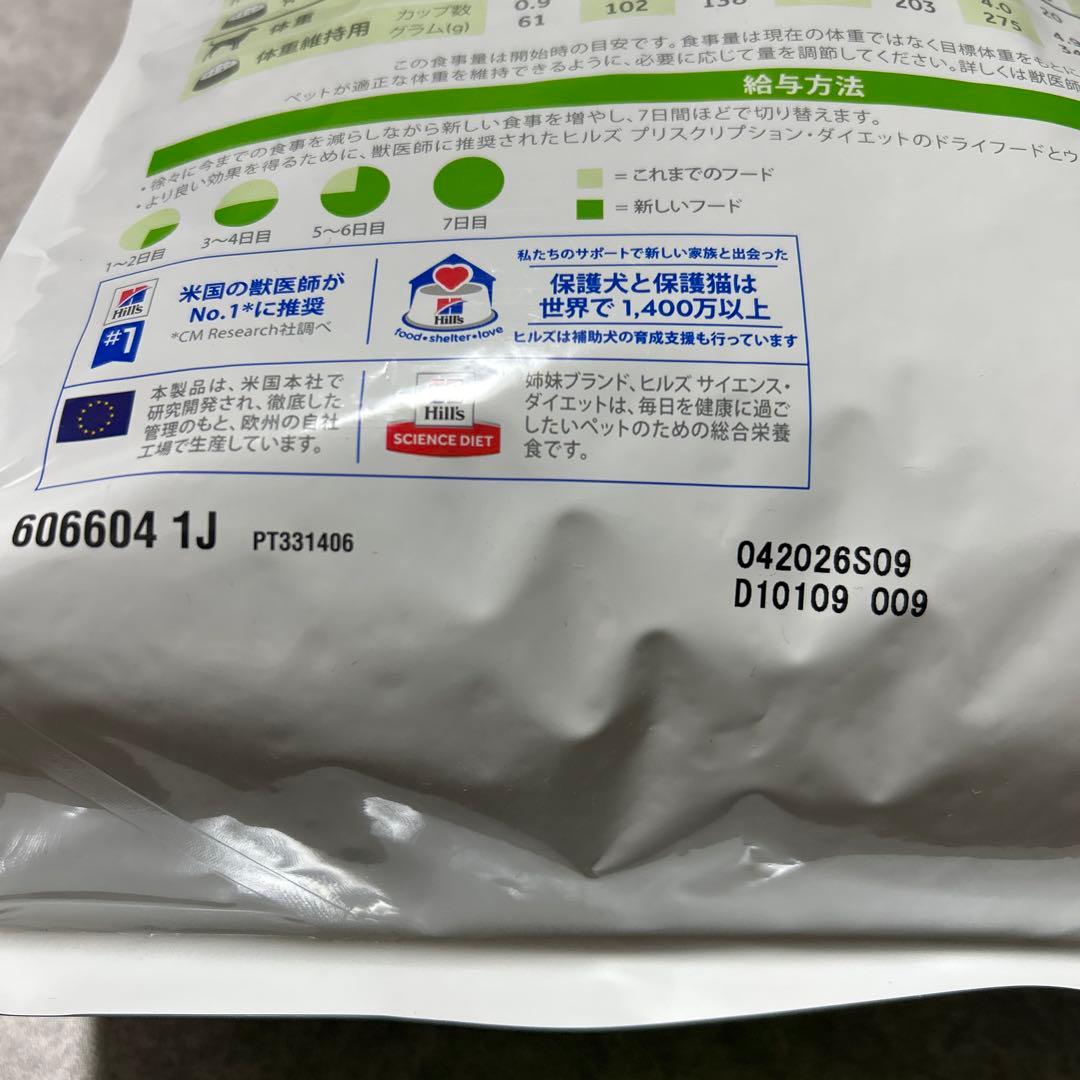 体重
体重維持用
カップ数
グラム(g)
0.9
61
102
138
203
4.0
275
20
この食事量は開始時の目安です。食事量は現在の体重ではなく目標体重をもとに
ペットが適正な体重を維持できるように、必要に応じて量を調節してください。詳しくは獣医師
給与方法
・徐々に今までの食事を減らしながら新しい食事を増やし、7日間ほどで切り替えます。
・より良い効果を得るために、獣医師に推奨されたヒルズ プリスクリプション・ダイエットのドライフードとウ
1〜2日目
3〜4日目
5〜6日目
7日目
= これまでのフード
= 新しいフード
Hill's
#1
米国の獣医師が
No.1*に推奨
*CM Research社調べ
Hill's
food•shelter•love
私たちのサポートで新しい家族と出会った
保護犬と保護猫は
世界で 1,400万以上
ヒルズは補助犬の育成支援も行っています
本製品は、米国本社で
研究開発され、徹底した
管理のもと、欧州の自社
工場で生産しています。
Hill's
SCIENCE DIET
姉妹ブランド、ヒルズ サイエンス・
ダイエットは、毎日を健康に過ご
したいペットのための総合栄養
食です。
606604 1J
PT331406
042026S09
D10109 009